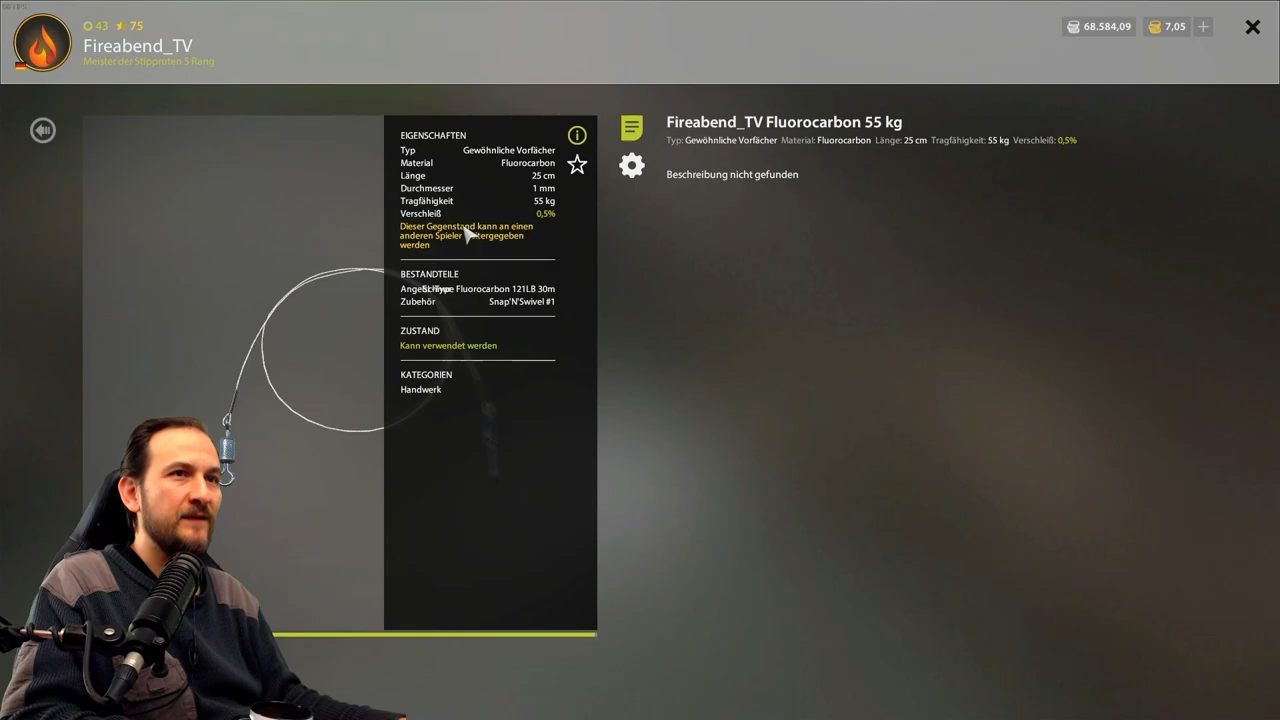 43 75
Fireabend_TV
Meister der Stippruten 5 Rang
68.584,09
7,05
EIGENSCHAFTEN
Typ Gewöhnliche Vorfächer
Material Fluorocarbon
Länge 25 cm
Durchmesser 1 mm
Tragfähigkeit 55 kg
Verschleiß 0,5%
Dieser Gegenstand kann an einen
anderen Spieler
werden
BESTANDTEILE
Fluorocarbon 121LB 30m
Zubehör Snap'N'Swivel #1
ZUSTAND
Kann verwendet werden
KATEGORIEN
Handwerk
Fireabend_TV Fluorocarbon 55 kg
Typ: Gewöhnliche Vorfächer Material: Fluorocarbon Länge: 25 cm Tragfähigkeit: 55 kg Verschleiß: 0,5%
Beschreibung nicht gefunden